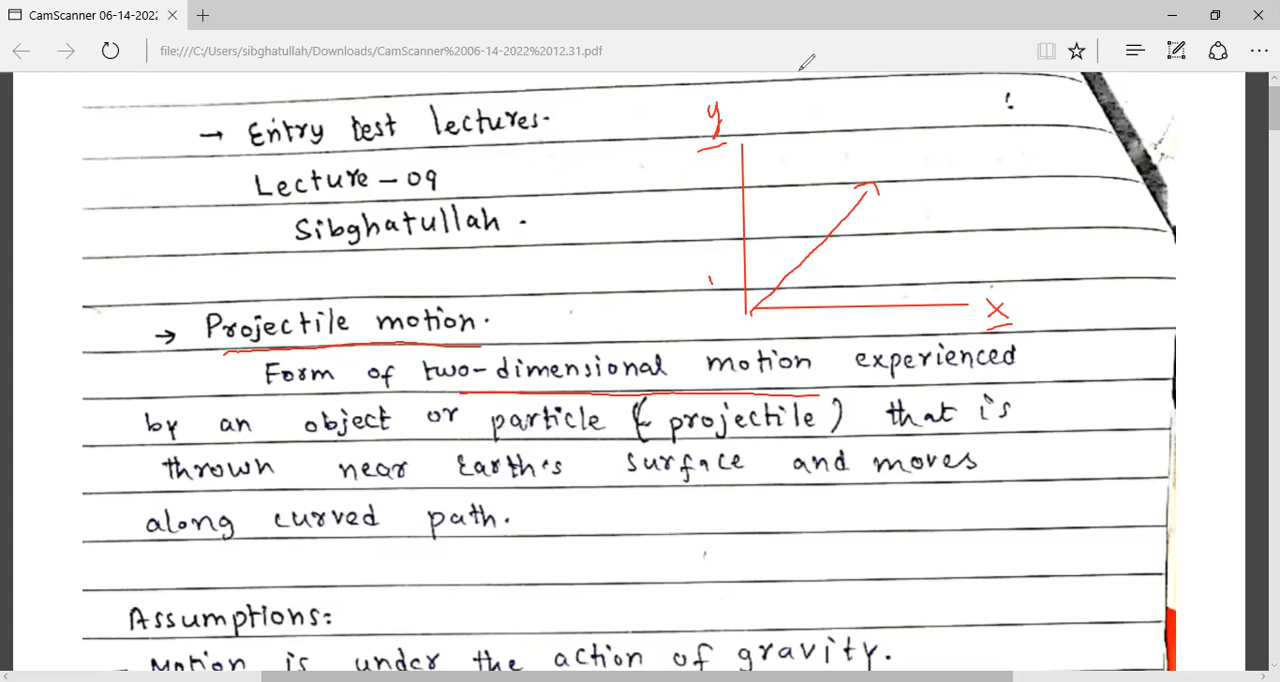 CamScanner 06-14-202
file:///C:/Users/sibghatullah/Downloads/CamScanner%2006-14-2022%2012.31.pdf
→ Entry test lectures.
Lecture - 09
Sibghatullah.
y
x
→ Projectile motion.
Form of two-dimensional motion experienced
by an object or particle ( projectile) that is
thrown near Earth's surface and moves
along curved path.
Assumptions:
- Motion is under the action of gravity.